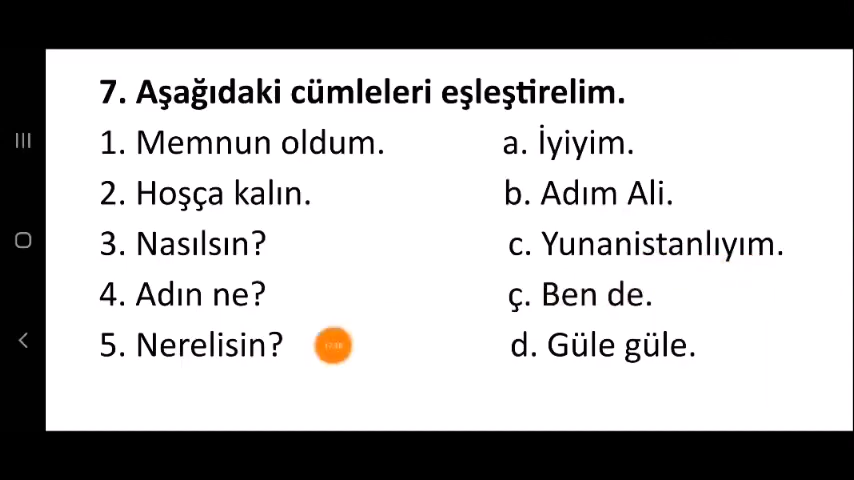 7. Aşağıdaki cümleleri eşleştirelim.
1. Memnun oldum. a. İyiyim.
2. Hoşça kalın. b. Adım Ali.
3. Nasılsın? c. Yunanistanlıyım.
4. Adın ne? ç. Ben de.
5. Nerelisin? d. Güle güle.